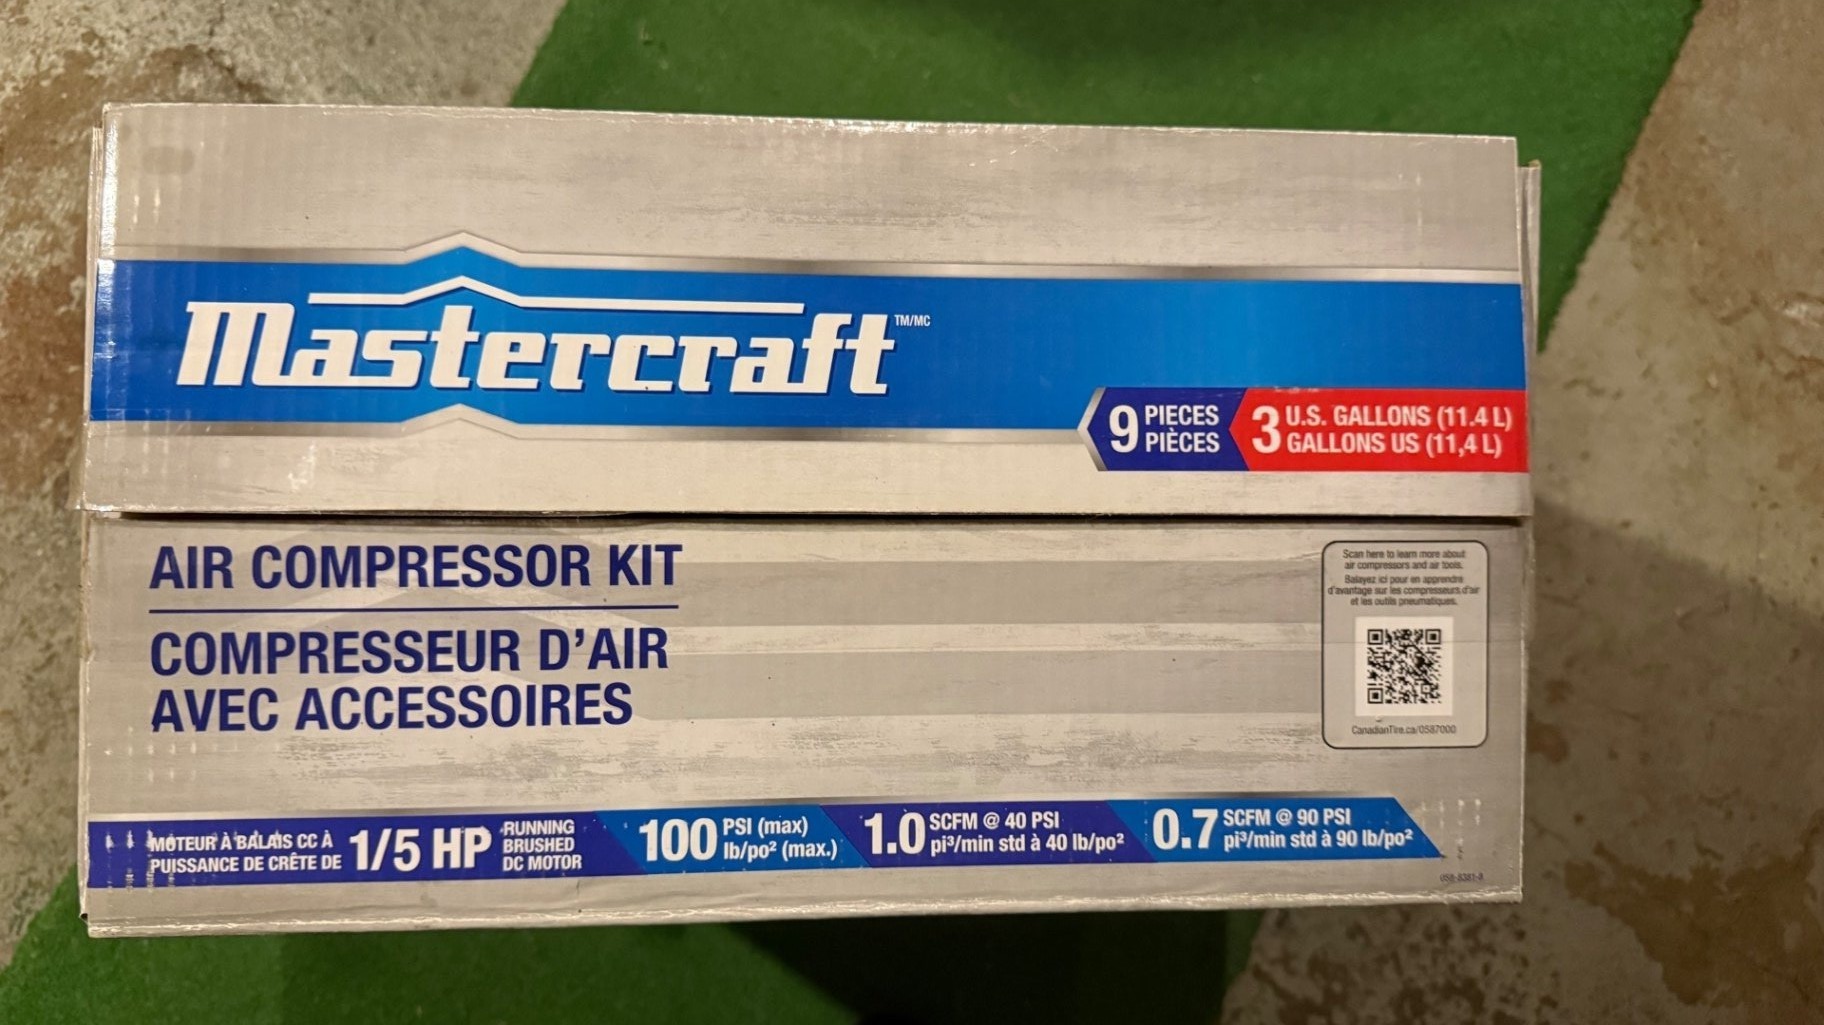 Mastercraft TM/MC
9 PIECES
PIÈCES
3 U.S. GALLONS (11.4 L)
GALLONS US (11,4 L)
AIR COMPRESSOR KIT
COMPRESSEUR D'AIR
AVEC ACCESSOIRES
Scan here to learn more about
air compressors and air tools.
Balayez ici pour en apprendre
d'avantage sur les compresseurs d'air
et les outils pneumatiques.
CanadianTire.ca/0587000
MOTEUR À BALAIS CC À
PUISSANCE DE CRÊTE DE
1/5 HP
RUNNING
BRUSHED
DC MOTOR
100 PSI (max)
lb/po² (max.)
1.0 SCFM @ 40 PSI
pi³/min std à 40 lb/po²
0.7 SCFM @ 90 PSI
pi³/min std à 90 lb/po²